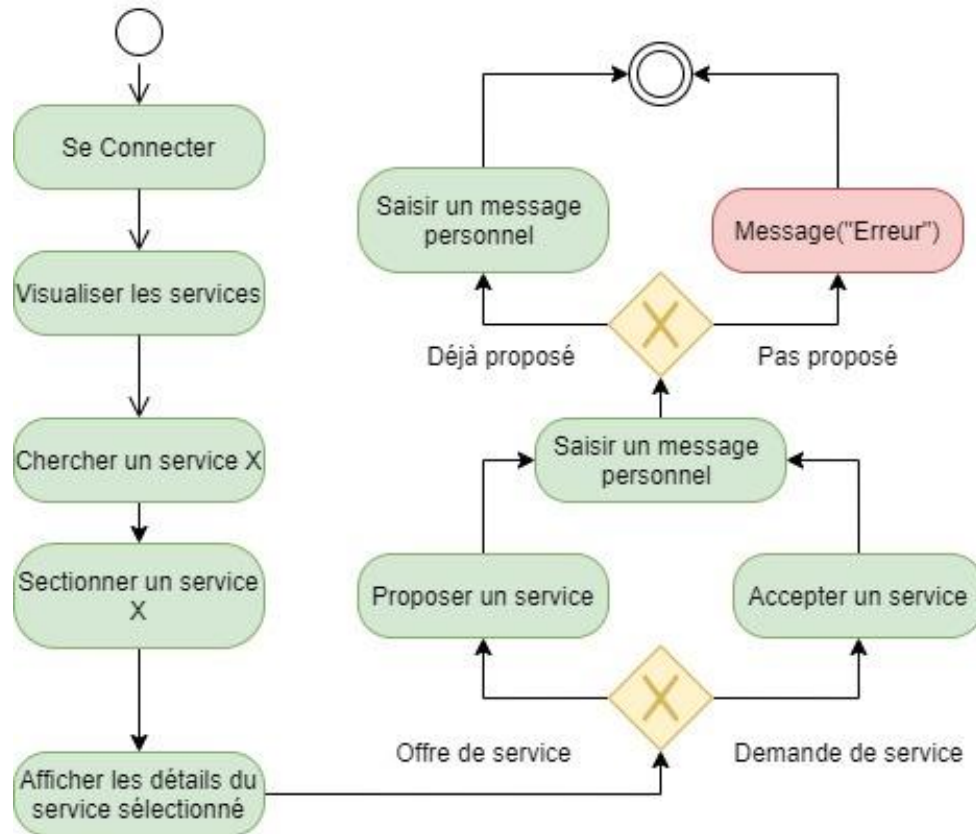 Se Connecter
Visualiser les services
Chercher un service X
Sectionner un service
X
Afficher les détails du
service sélectionné
Saisir un message
personnel
Message("Erreur")
Déjà proposé
Pas proposé
Saisir un message
personnel
Proposer un service
Accepter un service
Offre de service
Demande de service